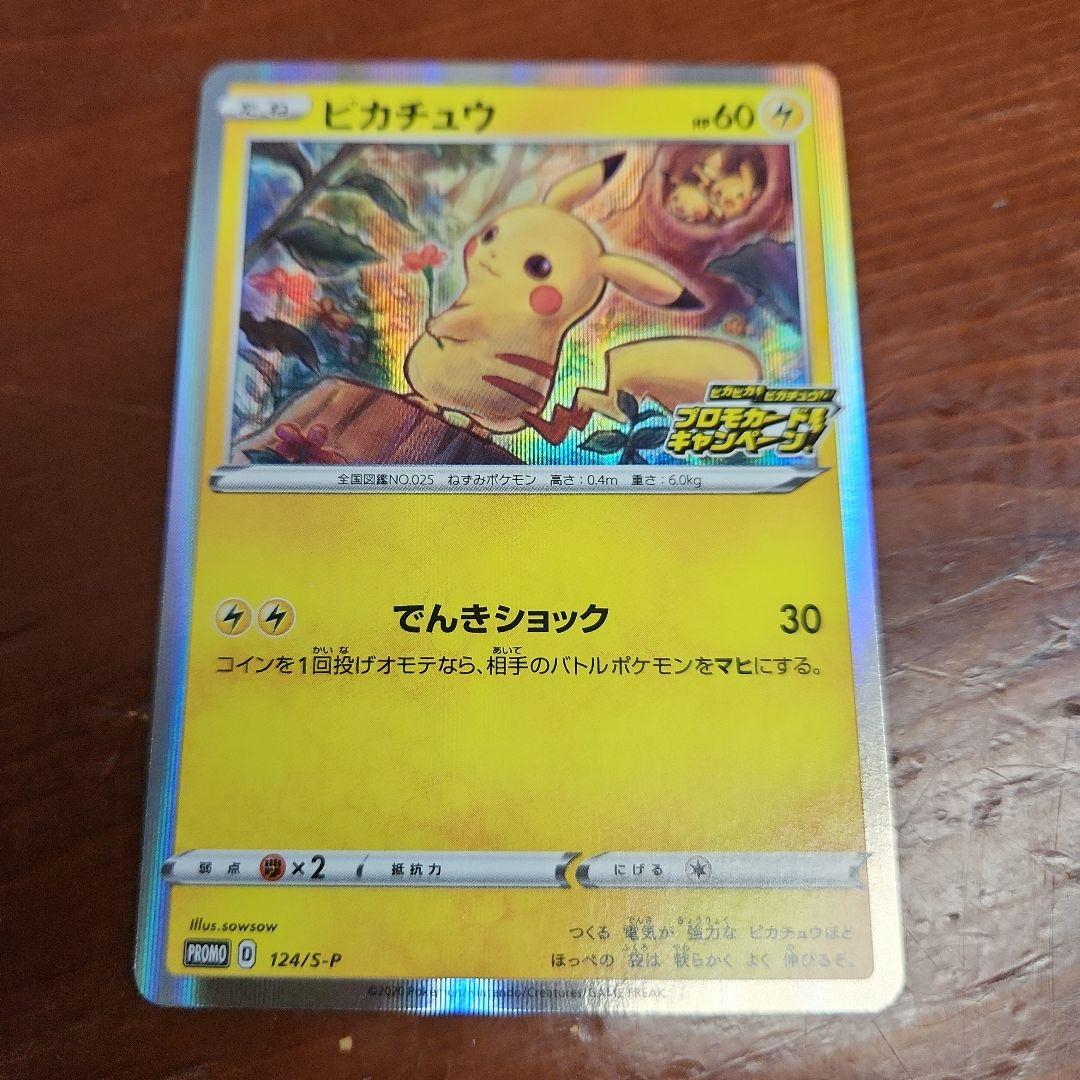 たね ピカチュウ HP60
ピカピカ!ピカチュウ!
プロモカード
キャンペーン!
全国図鑑NO.025 ねずみポケモン 高さ:0.4m 重さ:6.0kg
でんきショック 30
コインを1回投げオモテなら、相手のバトルポケモンをマヒにする。
弱点 ×2 抵抗力 にげる
Illus.sowsow
つくる 電気が 強力な ピカチュウほど
ほっぺの 袋は 軟らかく よく 伸びるぞ。
PROMO D 124/S-P
©2020 Pokémon/Nintendo/Creatures/GAME FREAK.